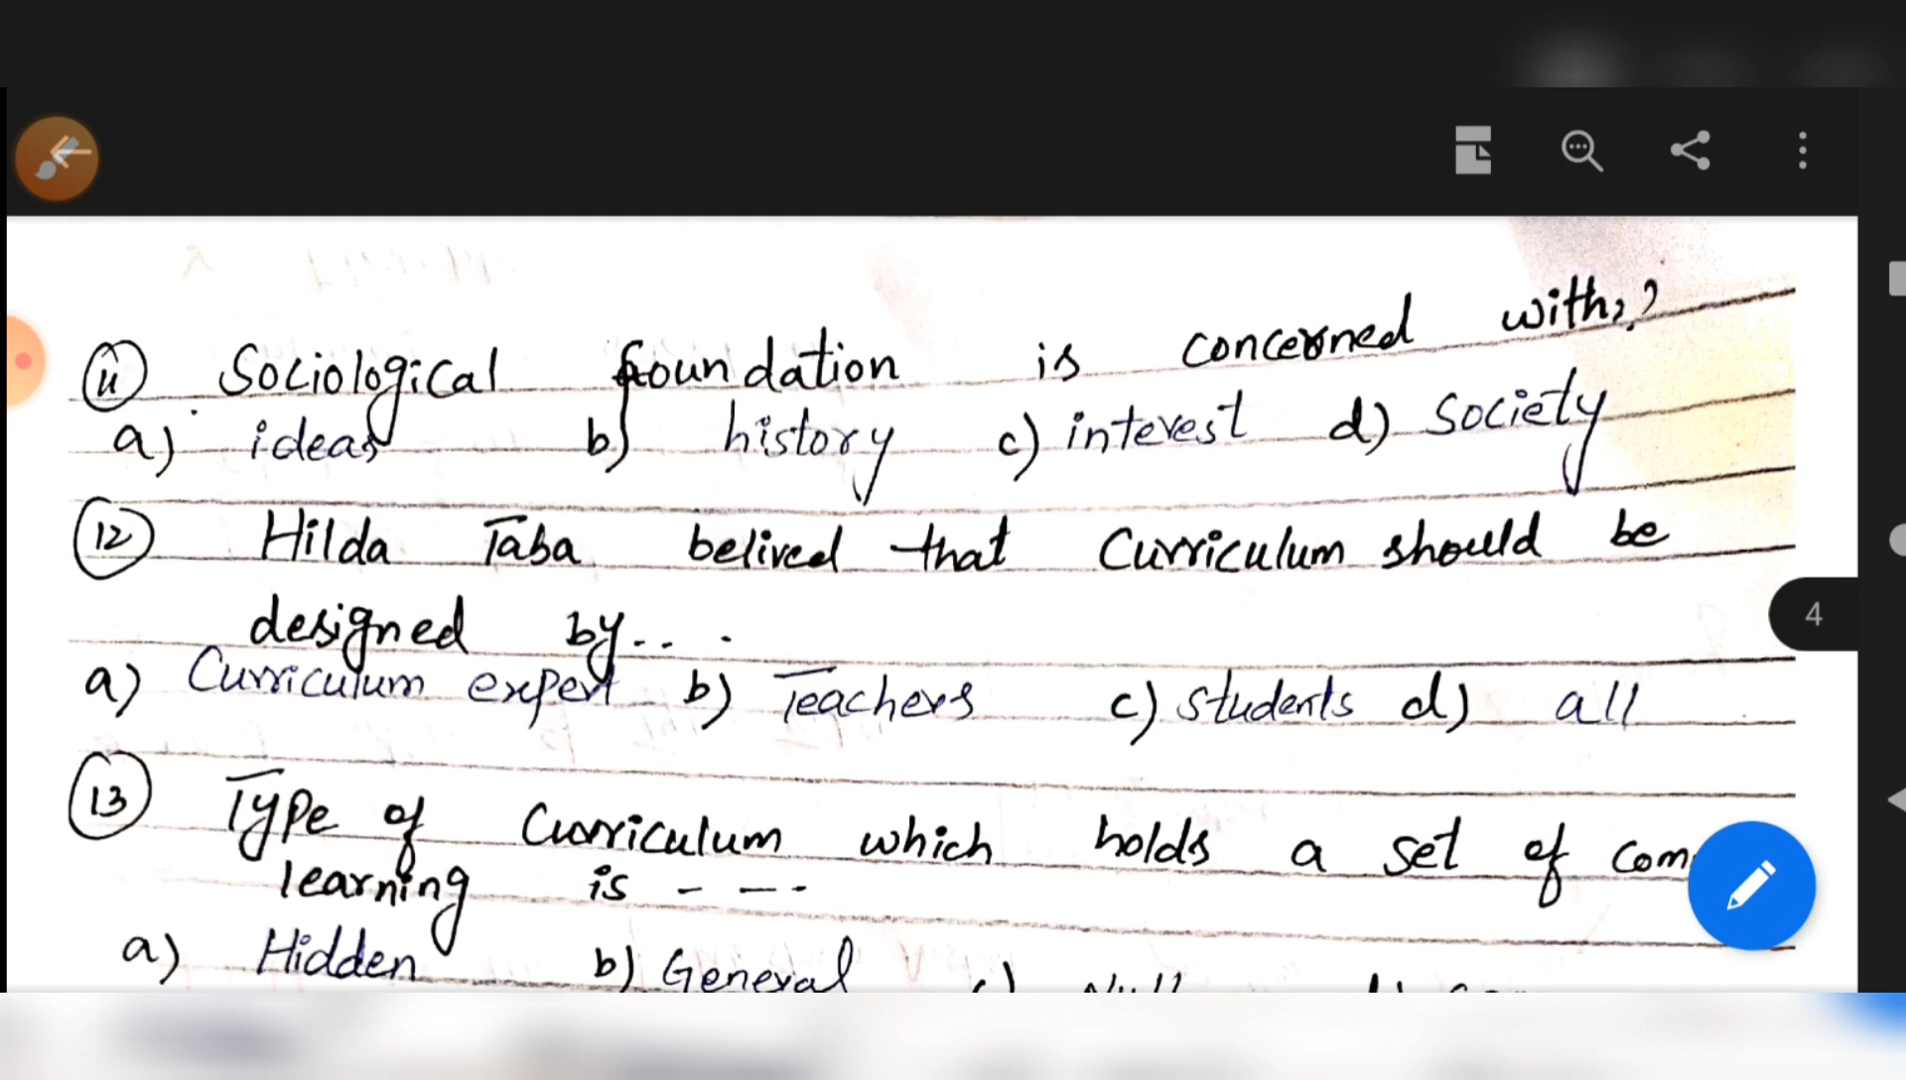 11 Sociological foundation is concerned with,?
a) ideas b) history c) interest d) society
12 Hilda Taba belived that Curriculum should be
designed by...
a) Curriculum expert b) Teachers c) students d) all
4
13 Type of Curriculum which holds a set of
learning is ---
a) Hidden b) General c) Null